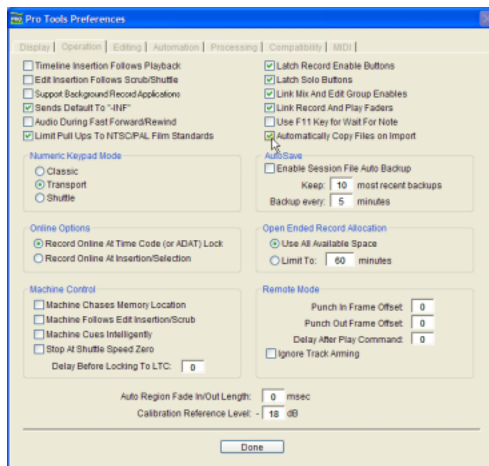 PRO Pro Tools Preferences
Display Operation Editing Automation Processing Compatibility MIDI
Timeline Insertion Follows Playback
Edit Insertion Follows Scrub/Shuttle
Support Background Record Applications
Sends Default To "-INF"
Audio During Fast Forward/Rewind
Limit Pull Ups To NTSC/PAL Film Standards
Latch Record Enable Buttons
Latch Solo Buttons
Link Mix And Edit Group Enables
Link Record And Play Faders
Use F11 Key for Wait For Note
Automatically Copy Files on Import
Numeric Keypad Mode
Classic
Transport
Shuttle
AutoSave
Enable Session File Auto Backup
Keep: 10 most recent backups
Backup every: 5 minutes
Online Options
Record Online At Time Code (or ADAT) Lock
Record Online At Insertion/Selection
Open Ended Record Allocation
Use All Available Space
Limit To: 60 minutes
Machine Control
Machine Chases Memory Location
Machine Follows Edit Insertion/Scrub
Machine Cues Intelligently
Stop At Shuttle Speed Zero
Delay Before Locking To LTC: 0
Remote Mode
Punch In Frame Offset: 0
Punch Out Frame Offset: 0
Delay After Play Command: 0
Ignore Track Arming
Auto Region Fade In/Out Length: 0 msec
Calibration Reference Level: - 18 dB
Done